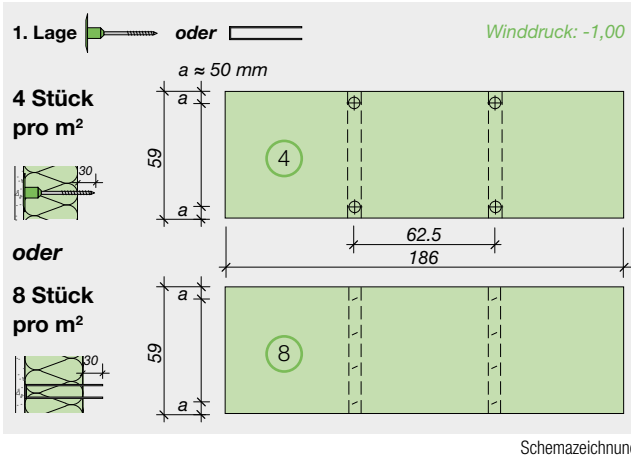 1. Lage oder Winddruck: -1,00
a ≈ 50 mm
4 Stück
pro m²
a
59
a
4
30
62.5
186
oder
8 Stück
pro m²
a
59
a
8
30
Schemazeichnung